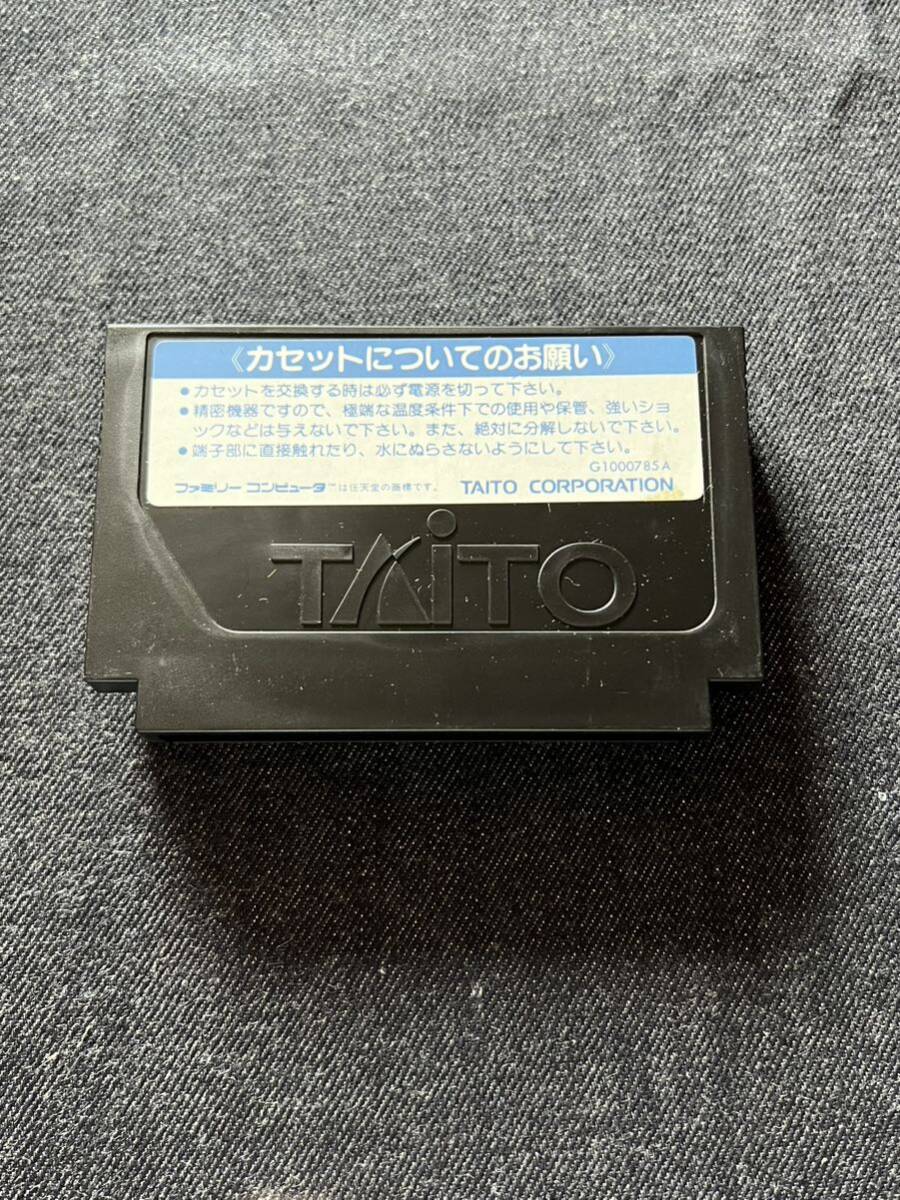 《カセットについてのお願い》
●カセットを交換する時は必ず電源を切って下さい。
●精密機器ですので、極端な温度条件下での使用や保管、強いショ
ックなどは与えないで下さい。また、絶対に分解しないで下さい。
●端子部に直接触れたり、水にぬらさないようにして下さい。
G1000785A
ファミリーコンピュータ™は任天堂の商標です。 TAITO CORPORATION
TAiTO